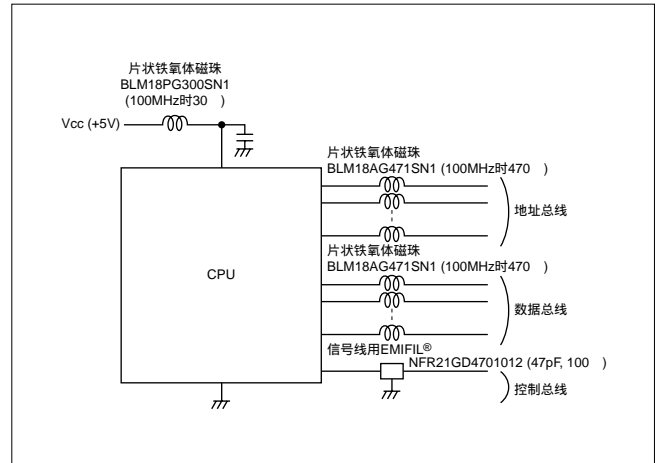 片状铁氧体磁珠
BLM18PG300SN1
(100MHz时30 )
Vcc (+5V)
片状铁氧体磁珠
BLM18AG471SN1 (100MHz时470 )
地址总线
片状铁氧体磁珠
BLM18AG471SN1 (100MHz时470 )
CPU
数据总线
信号线用EMIFIL®
NFR21GD4701012 (47pF, 100 )
控制总线